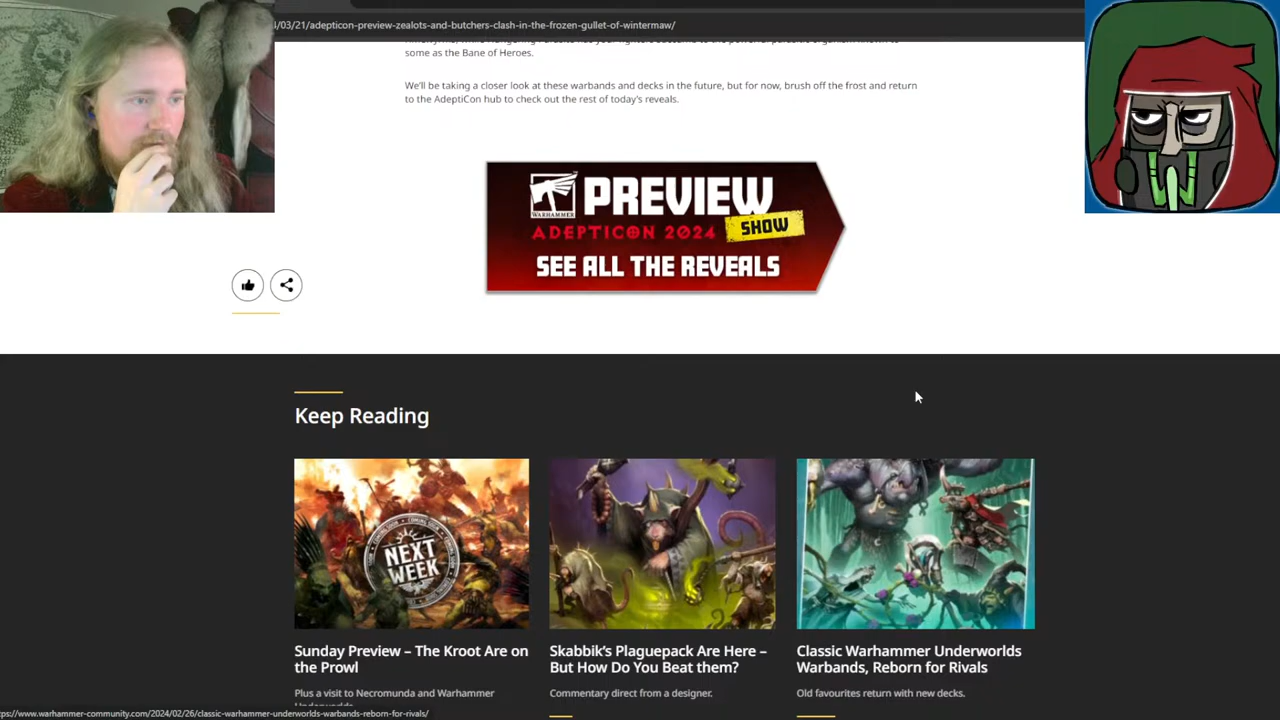 /03/21/adepticon-preview-zealots-and-butchers-clash-in-the-frozen-gullet-of-wintermaw/
some as the Bane of Heroes.
We'll be taking a closer look at these warbands and decks in the future, but for now, brush off the frost and return
to the AdeptiCon hub to check out the rest of today's reveals.
WARHAMMER
PREVIEW
SHOW
ADEPTICON 2024
SEE ALL THE REVEALS
Keep Reading
COMING SOON
NEXT
WEEK
COMING SOON
Sunday Preview – The Kroot Are on
the Prowl
Plus a visit to Necromunda and Warhammer
Skabbik's Plaguepack Are Here –
But How Do You Beat them?
Commentary direct from a designer.
Classic Warhammer Underworlds
Warbands, Reborn for Rivals
Old favourites return with new decks.
ps://www.warhammer-community.com/2024/02/26/classic-warhammer-underworlds-warbands-reborn-for-rivals/